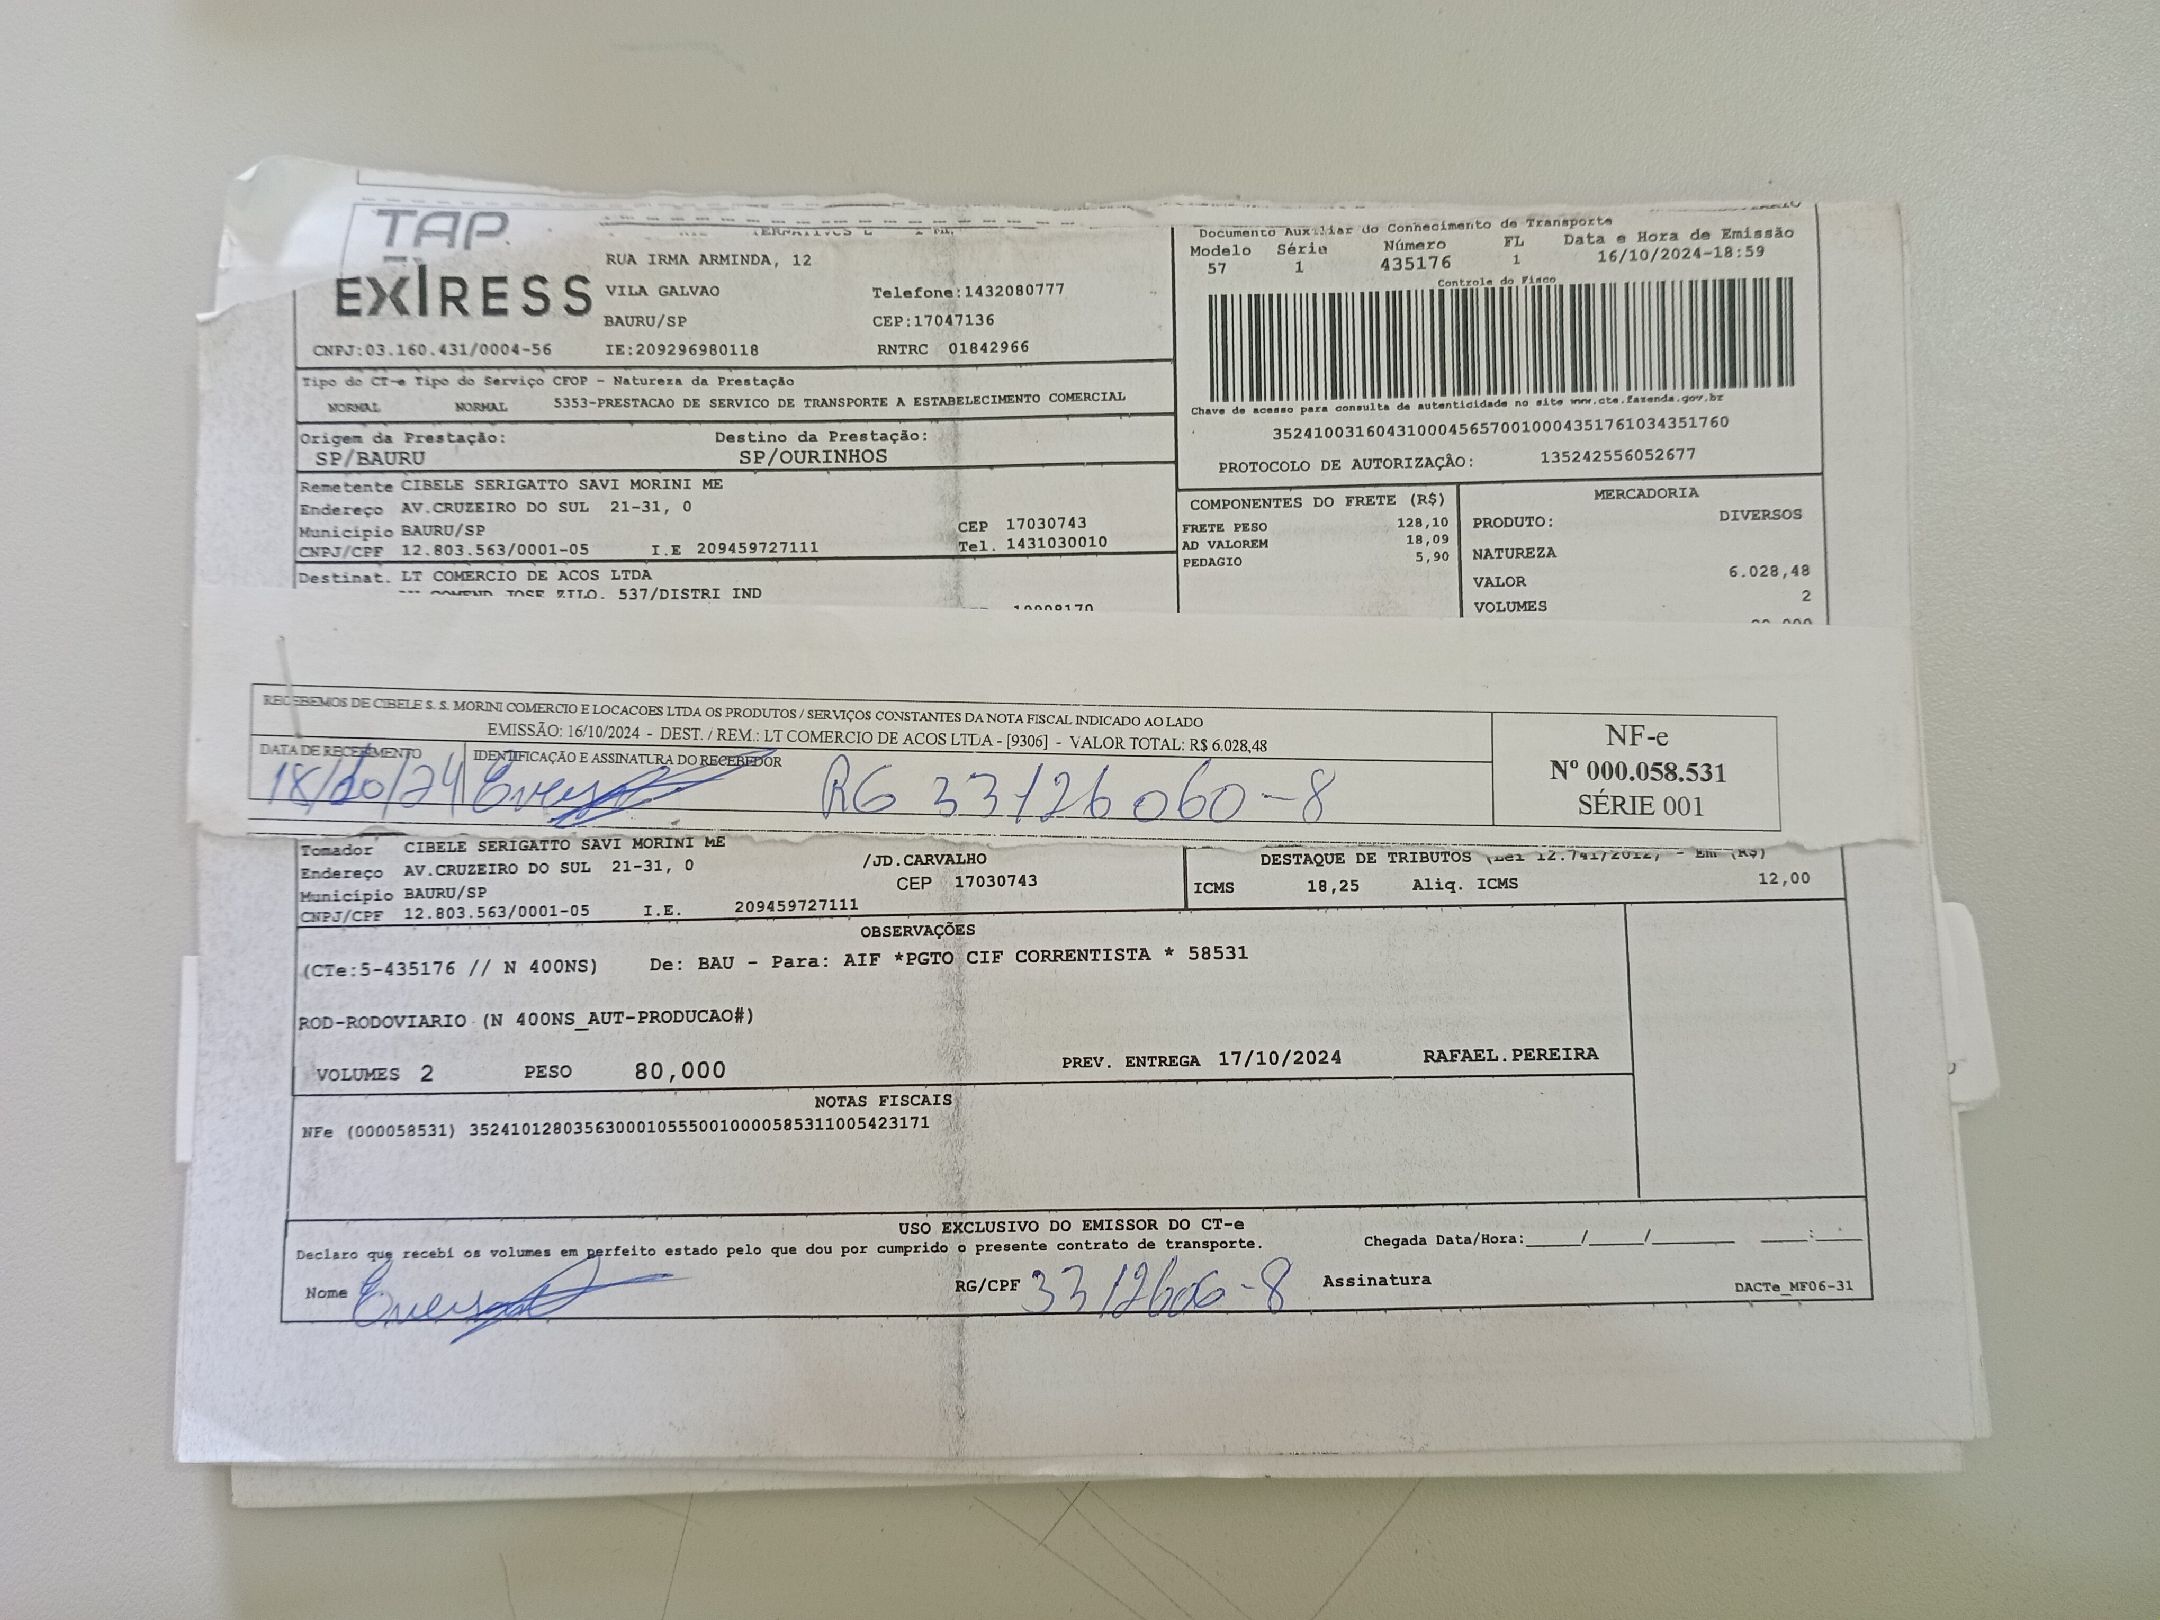 TAP
EXIRESS
RUA IRMA ARMINDA, 12
VILA GALVAO Telefone:1432080777
BAURU/SP CEP:17047136
CNPJ:03.160.431/0004-56 IE:209296980118 RNTRC 01842966
Documento Auxiliar do Conhecimento de Transporte
Modelo Série Número FL Data e Hora de Emissão
57 1 435176 1 16/10/2024-18:59
Controle do Fisco
Chave de acesso para consulta de autenticidade no site www.cte.fazenda.gov.br
35241003160431000456570010004351761034351760
PROTOCOLO DE AUTORIZAÇÃO: 135242556052677
Tipo do CT-e Tipo do Serviço CFOP - Natureza da Prestação
NORMAL NORMAL 5353-PRESTACAO DE SERVICO DE TRANSPORTE A ESTABELECIMENTO COMERCIAL
Origem da Prestação: Destino da Prestação:
SP/BAURU SP/OURINHOS
Remetente CIBELE SERIGATTO SAVI MORINI ME
Endereço AV.CRUZEIRO DO SUL 21-31, 0
Município BAURU/SP CEP 17030743
CNPJ/CPF 12.803.563/0001-05 I.E 209459727111 Tel. 1431030010
Destinat. LT COMERCIO DE ACOS LTDA
COMEND JOSE ZILO, 537/DISTRI IND
COMPONENTES DO FRETE (R$)
FRETE PESO 128,10
AD VALOREM 18,09
PEDAGIO 5,90
MERCADORIA
PRODUTO: DIVERSOS
NATUREZA
VALOR 6.028,48
VOLUMES 2
RECEBEMOS DE CIBELE S. S. MORINI COMERCIO E LOCACOES LTDA OS PRODUTOS / SERVIÇOS CONSTANTES DA NOTA FISCAL INDICADO AO LADO
EMISSÃO: 16/10/2024 - DEST. / REM.: LT COMERCIO DE ACOS LTDA - [9306] - VALOR TOTAL: R$ 6.028,48
DATA DE RECEBIMENTO IDENTIFICAÇÃO E ASSINATURA DO RECEBEDOR
18/10/24 RG 33126060-8
NF-e
Nº 000.058.531
SÉRIE 001
Tomador CIBELE SERIGATTO SAVI MORINI ME
Endereço AV.CRUZEIRO DO SUL 21-31, 0 /JD.CARVALHO
Município BAURU/SP CEP 17030743
CNPJ/CPF 12.803.563/0001-05 I.E. 209459727111
DESTAQUE DE TRIBUTOS (Lei 12.741/2012) - Em (R$)
ICMS 18,25 Aliq. ICMS 12,00
OBSERVAÇÕES
(CTe:5-435176 // N 400NS) De: BAU - Para: AIF *PGTO CIF CORRENTISTA * 58531
ROD-RODOVIARIO (N 400NS_AUT-PRODUCAO#)
VOLUMES 2 PESO 80,000 PREV. ENTREGA 17/10/2024 RAFAEL.PEREIRA
NOTAS FISCAIS
NFe (000058531) 35241012803563000105550010000585311005423171
USO EXCLUSIVO DO EMISSOR DO CT-e
Declaro que recebi os volumes em perfeito estado pelo que dou por cumprido o presente contrato de transporte. Chegada Data/Hora:_____/_____/_______ ____:____
Nome RG/CPF Assinatura DACTe_MF06-31